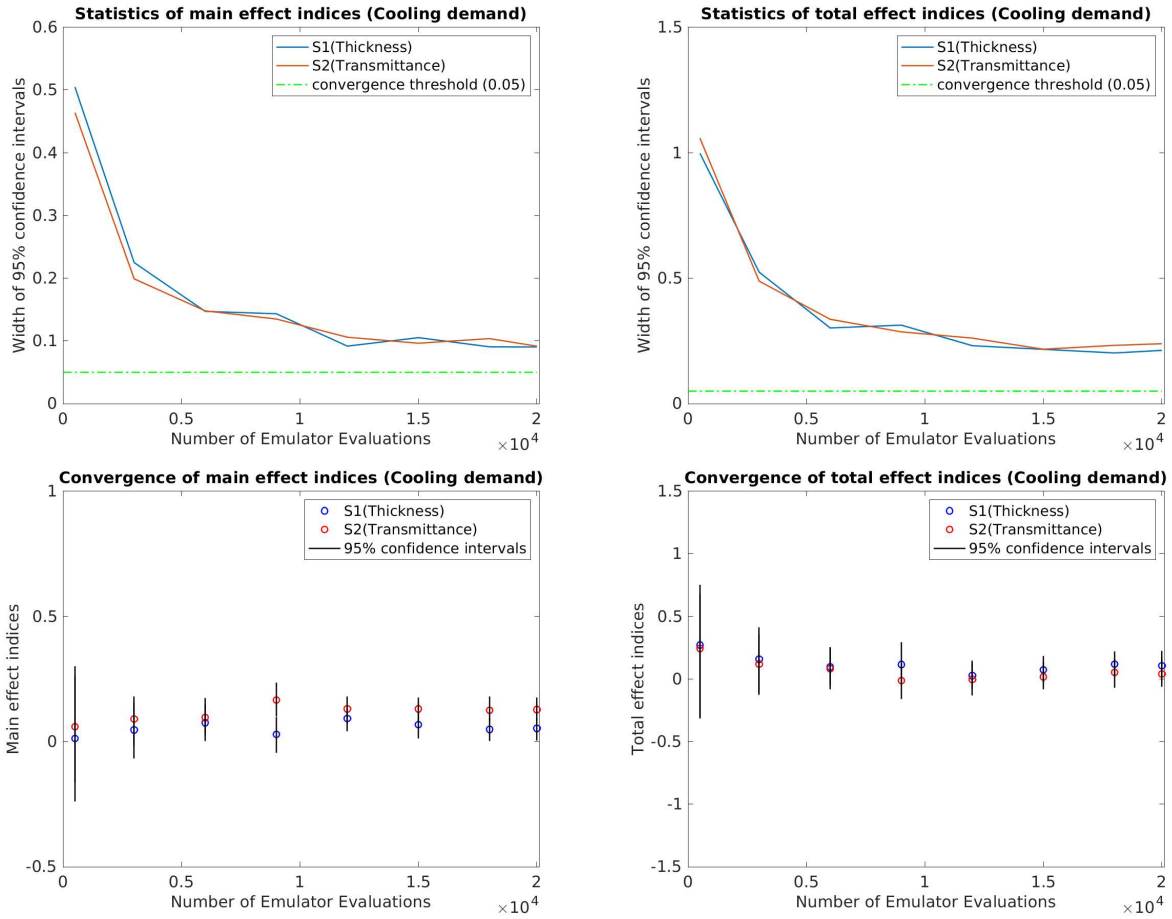 Statistics of main effect indices (Cooling demand)
0.6
0.5
0.4
0.3
0.2
0.1
0
Width of 95% confidence intervals
S1(Thickness)
S2(Transmittance)
convergence threshold (0.05)
0 0.5 1 1.5 2
Number of Emulator Evaluations
×10⁴
Statistics of total effect indices (Cooling demand)
1.5
1
0.5
0
Width of 95% confidence intervals
S1(Thickness)
S2(Transmittance)
convergence threshold (0.05)
0 0.5 1 1.5 2
Number of Emulator Evaluations
×10⁴
Convergence of main effect indices (Cooling demand)
1
0.5
0
-0.5
Main effect indices
S1(Thickness)
S2(Transmittance)
95% confidence intervals
0 0.5 1 1.5 2
Number of Emulator Evaluations
×10⁴
Convergence of total effect indices (Cooling demand)
1.5
1
0.5
0
-0.5
-1
-1.5
Total effect indices
S1(Thickness)
S2(Transmittance)
95% confidence intervals
0 0.5 1 1.5 2
Number of Emulator Evaluations
×10⁴